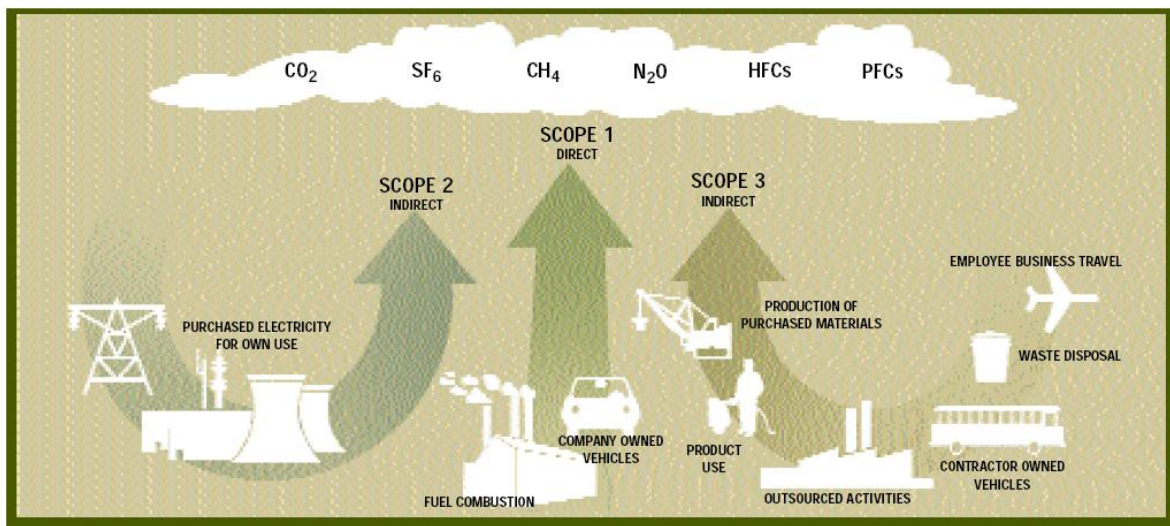 CO₂ SF₆ CH₄ N₂O HFCs PFCs
SCOPE 1
DIRECT
SCOPE 2
INDIRECT
SCOPE 3
INDIRECT
EMPLOYEE BUSINESS TRAVEL
PURCHASED ELECTRICITY
FOR OWN USE
PRODUCTION OF
PURCHASED MATERIALS
WASTE DISPOSAL
COMPANY OWNED
VEHICLES
PRODUCT
USE
CONTRACTOR OWNED
VEHICLES
FUEL COMBUSTION
OUTSOURCED ACTIVITIES